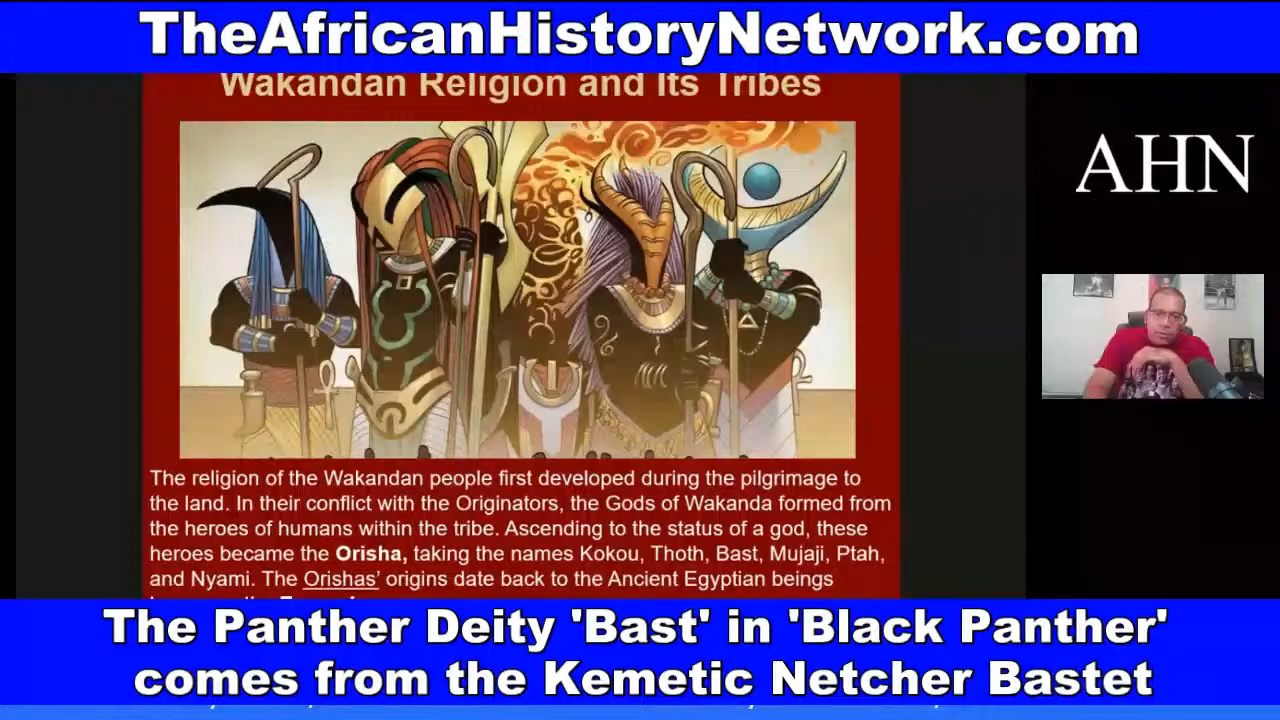 TheAfricanHistoryNetwork.com
Wakandan Religion and Its Tribes
AHN
The religion of the Wakandan people first developed during the pilgrimage to
the land. In their conflict with the Originators, the Gods of Wakanda formed from
the heroes of humans within the tribe. Ascending to the status of a god, these
heroes became the Orisha, taking the names Kokou, Thoth, Bast, Mujaji, Ptah,
and Nyami. The Orishas' origins date back to the Ancient Egyptian beings
The Panther Deity 'Bast' in 'Black Panther'
comes from the Kemetic Netcher Bastet